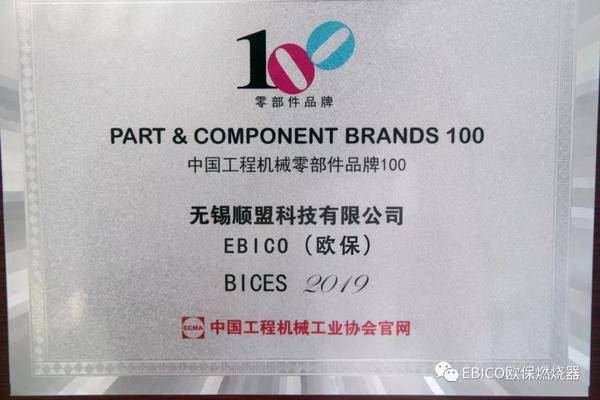 100
零部件品牌
PART & COMPONENT BRANDS 100
中国工程机械零部件品牌100
无锡顺盟科技有限公司
EBICO（欧保）
BICES 2019
CCMA 中国工程机械工业协会官网
EBICO欧保燃烧器